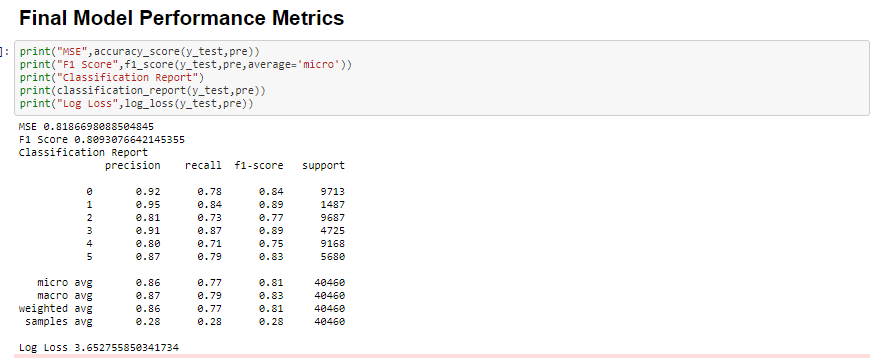 Final Model Performance Metrics
]: print("MSE",accuracy_score(y_test,pre))
print("F1 Score",f1_score(y_test,pre,average='micro'))
print("Classification Report")
print(classification_report(y_test,pre))
print("Log Loss",log_loss(y_test,pre))
MSE 0.8186698088504845
F1 Score 0.8093076642145355
Classification Report
precision recall f1-score support
0 0.92 0.78 0.84 9713
1 0.95 0.84 0.89 1487
2 0.81 0.73 0.77 9687
3 0.91 0.87 0.89 4725
4 0.80 0.71 0.75 9168
5 0.87 0.79 0.83 5680
micro avg 0.86 0.77 0.81 40460
macro avg 0.87 0.79 0.83 40460
weighted avg 0.86 0.77 0.81 40460
samples avg 0.28 0.28 0.28 40460
Log Loss 3.652755850341734